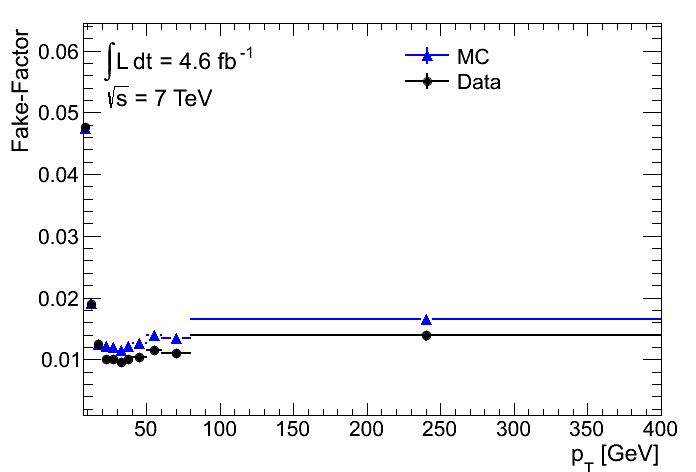 Fake-Factor
0.06
0.05
0.04
0.03
0.02
0.01
∫L dt = 4.6 fb⁻¹
√s = 7 TeV
MC
Data
50 100 150 200 250 300 350 400
p_T [GeV]